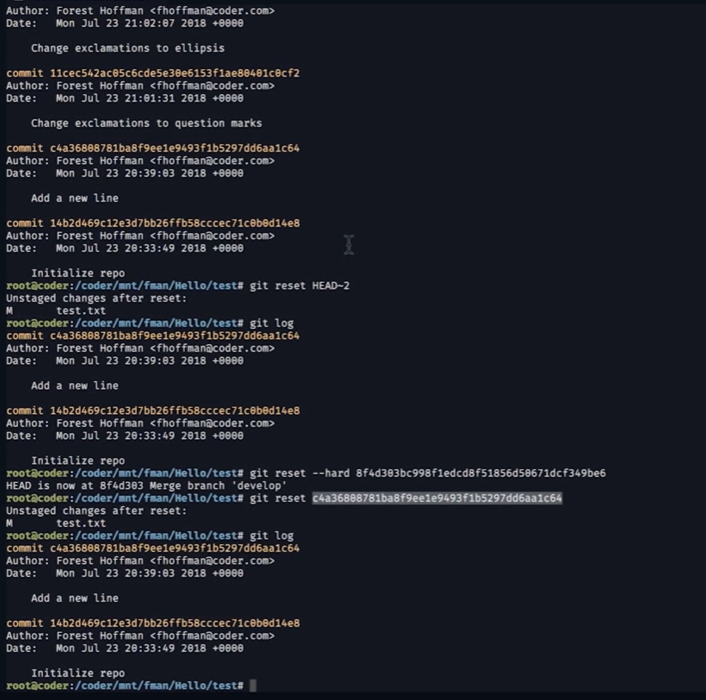 Author: Forest Hoffman <fhoffman@coder.com>
Date:   Mon Jul 23 21:02:07 2018 +0000
Change exclamations to ellipsis
commit 11cec542ac05c6cde5e30e6153f1ae80401c0cf2
Author: Forest Hoffman <fhoffman@coder.com>
Date:   Mon Jul 23 21:01:31 2018 +0000
Change exclamations to question marks
commit c4a36808781ba8f9ee1e9493f1b5297dd6aa1c64
Author: Forest Hoffman <fhoffman@coder.com>
Date:   Mon Jul 23 20:39:03 2018 +0000
Add a new line
commit 14b2d469c12e3d7bb26ffb58cccec71c0b0d14e8
Author: Forest Hoffman <fhoffman@coder.com>
Date:   Mon Jul 23 20:33:49 2018 +0000
Initialize repo
root@coder:/coder/mnt/fman/Hello/test# git reset HEAD~2
Unstaged changes after reset:
M       test.txt
root@coder:/coder/mnt/fman/Hello/test# git log
commit c4a36808781ba8f9ee1e9493f1b5297dd6aa1c64
Author: Forest Hoffman <fhoffman@coder.com>
Date:   Mon Jul 23 20:39:03 2018 +0000
Add a new line
commit 14b2d469c12e3d7bb26ffb58cccec71c0b0d14e8
Author: Forest Hoffman <fhoffman@coder.com>
Date:   Mon Jul 23 20:33:49 2018 +0000
Initialize repo
root@coder:/coder/mnt/fman/Hello/test# git reset --hard 8f4d303bc998f1edcd8f51856d50671dcf349be6
HEAD is now at 8f4d303 Merge branch 'develop'
root@coder:/coder/mnt/fman/Hello/test# git reset c4a36808781ba8f9ee1e9493f1b5297dd6aa1c64
Unstaged changes after reset:
M       test.txt
root@coder:/coder/mnt/fman/Hello/test# git log
commit c4a36808781ba8f9ee1e9493f1b5297dd6aa1c64
Author: Forest Hoffman <fhoffman@coder.com>
Date:   Mon Jul 23 20:39:03 2018 +0000
Add a new line
commit 14b2d469c12e3d7bb26ffb58cccec71c0b0d14e8
Author: Forest Hoffman <fhoffman@coder.com>
Date:   Mon Jul 23 20:33:49 2018 +0000
Initialize repo
root@coder:/coder/mnt/fman/Hello/test#